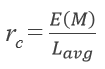 r_c = E(M) / L_avg